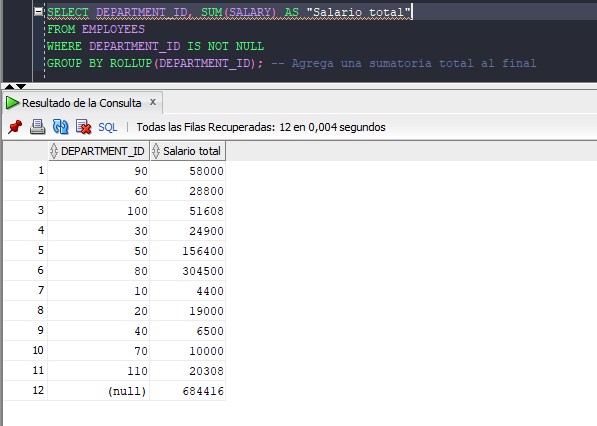 SELECT DEPARTMENT_ID, SUM(SALARY) AS "Salario total"
FROM EMPLOYEES
WHERE DEPARTMENT_ID IS NOT NULL
GROUP BY ROLLUP(DEPARTMENT_ID); -- Agrega una sumatoria total al final
Resultado de la Consulta x
SQL | Todas las Filas Recuperadas: 12 en 0,004 segundos
DEPARTMENT_ID Salario total
1 90 58000
2 60 28800
3 100 51608
4 30 24900
5 50 156400
6 80 304500
7 10 4400
8 20 19000
9 40 6500
10 70 10000
11 110 20308
12 (null) 684416